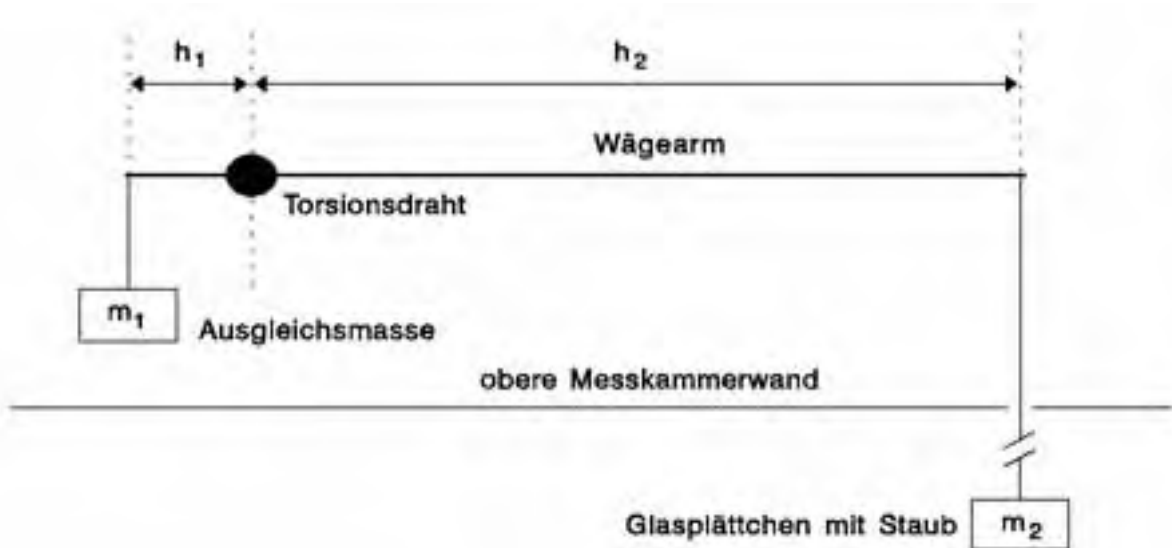 h1 h2
Wägearm
Torsionsdraht
m1
Ausgleichsmasse
obere Messkammerwand
Glasplättchen mit Staub m2